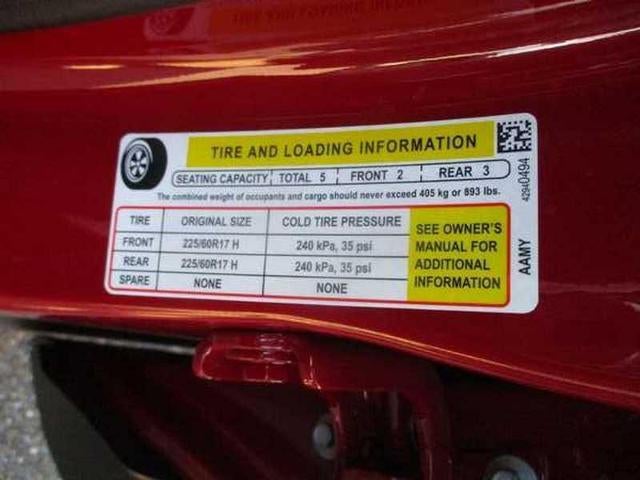 TIRE AND LOADING INFORMATION
SEATING CAPACITY TOTAL 5 FRONT 2 REAR 3
The combined weight of occupants and cargo should never exceed 405 kg or 893 lbs.
TIRE ORIGINAL SIZE COLD TIRE PRESSURE
FRONT 225/60R17 H 240 kPa, 35 psi
REAR 225/60R17 H 240 kPa, 35 psi
SPARE NONE NONE
SEE OWNER'S
MANUAL FOR
ADDITIONAL
INFORMATION
42940494
AAMY